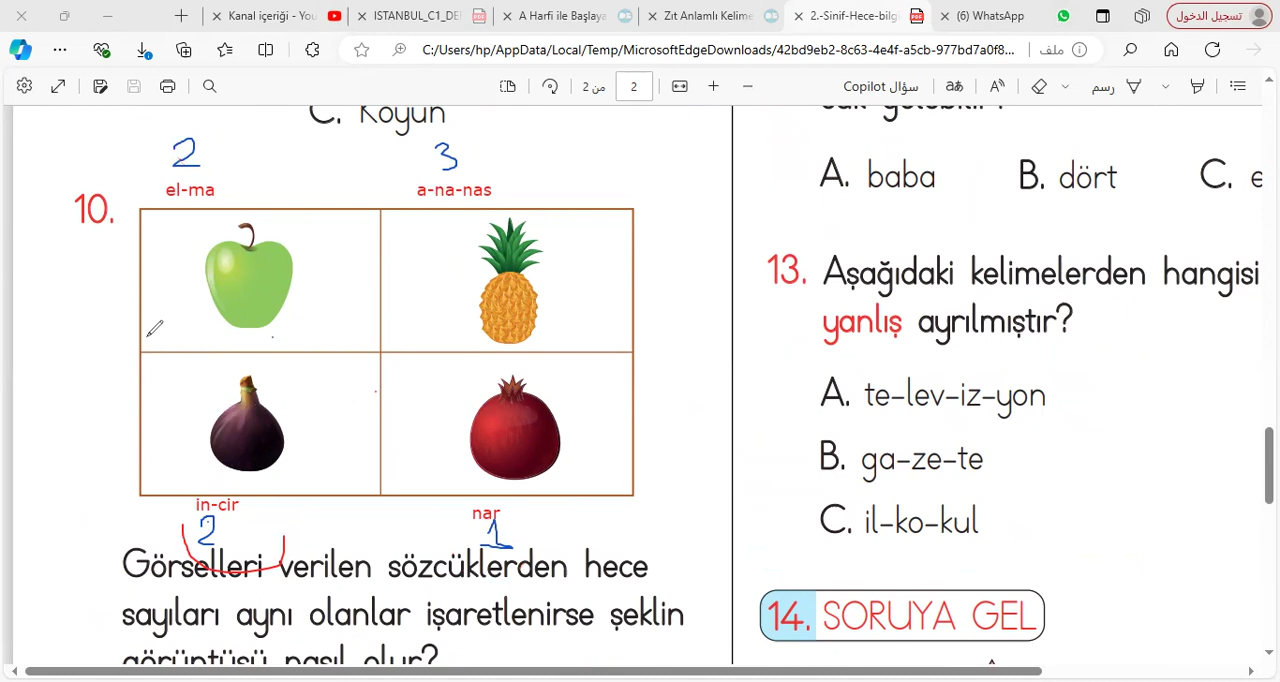 Kanal içeriği - You
ISTANBUL_C1_DE
A Harfi ile Başlaya
Zıt Anlamlı Kelime
2.-Sinif-Hece-bilg
(6) WhatsApp
تسجيل الدخول
C:/Users/hp/AppData/Local/Temp/MicrosoftEdgeDownloads/42bd9eb2-8c63-4e4f-a5cb-977bd7a0f8...
ملف
2 من 2
سؤال Copilot
رسم
C. Koyun
2 3
el-ma a-na-nas
10.
in-cir nar
2 1
Görselleri verilen sözcüklerden hece
sayıları aynı olanlar işaretlenirse şeklin
görüntüsü nasıl olur?
A. baba B. dört C. e
13. Aşağıdaki kelimelerden hangisi
yanlış ayrılmıştır?
A. te-lev-iz-yon
B. ga-ze-te
C. il-ko-kul
14. SORUYA GEL